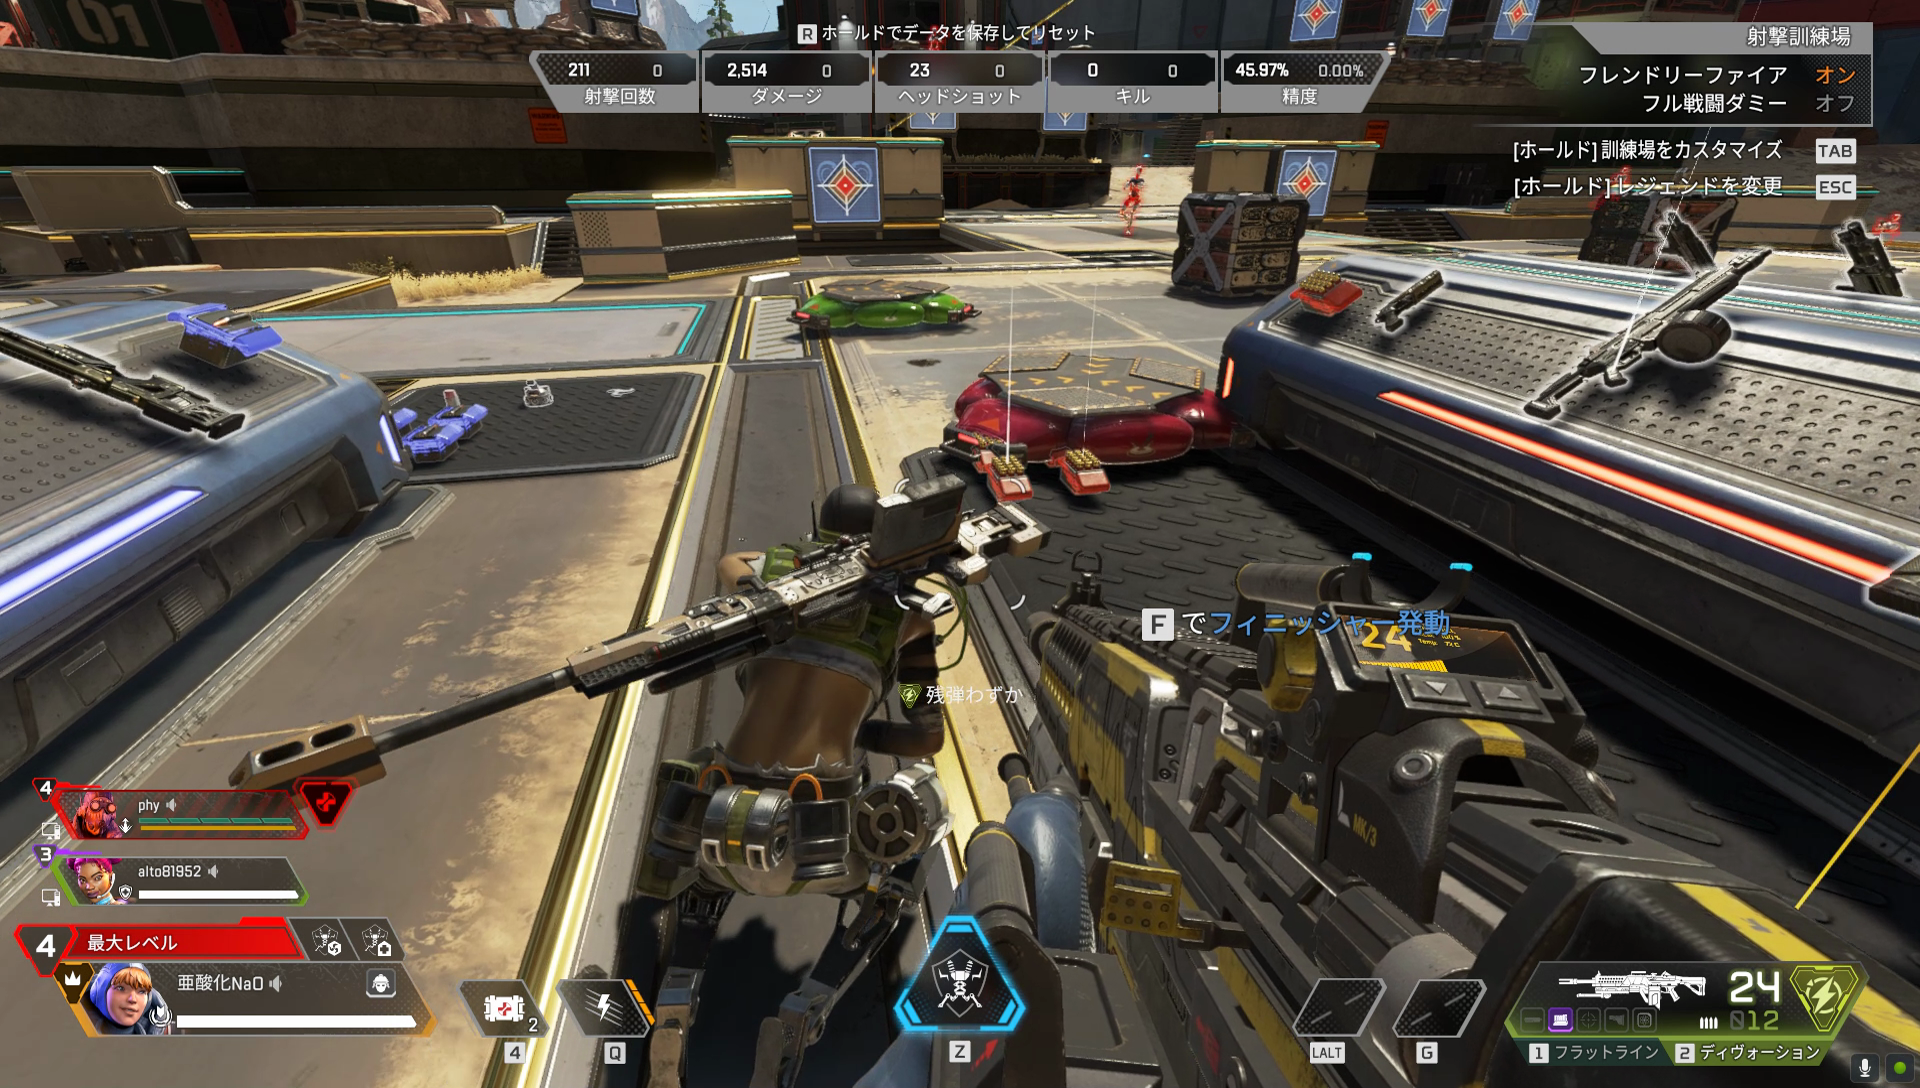 01
R ホールドでデータを保存してリセット
211 0
射撃回数
2,514 0
ダメージ
23 0
ヘッドショット
0 0
キル
45.97% 0.00%
精度
射撃訓練場
フレンドリーファイア オン
フル戦闘ダミー オフ
[ホールド]訓練場をカスタマイズ TAB
[ホールド]レジェンドを変更 ESC
Fでフィニッシャー発動
24
残弾わずか
MK/3
4 phy
3 alto81952
4 最大レベル
亜酸化NaO
2
4
Q
Z
LALT
G
24
012
1 フラットライン
2 ディヴォーション